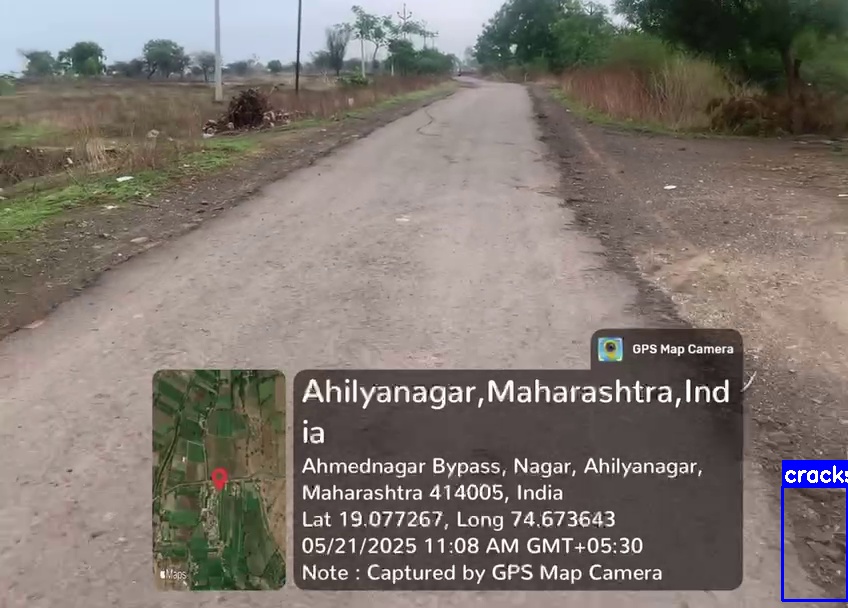 GPS Map Camera
Ahilyanagar,Maharashtra,Ind
ia
Ahmednagar Bypass, Nagar, Ahilyanagar,
Maharashtra 414005, India
Lat 19.077267, Long 74.673643
05/21/2025 11:08 AM GMT+05:30
Note : Captured by GPS Map Camera
Maps
cracks